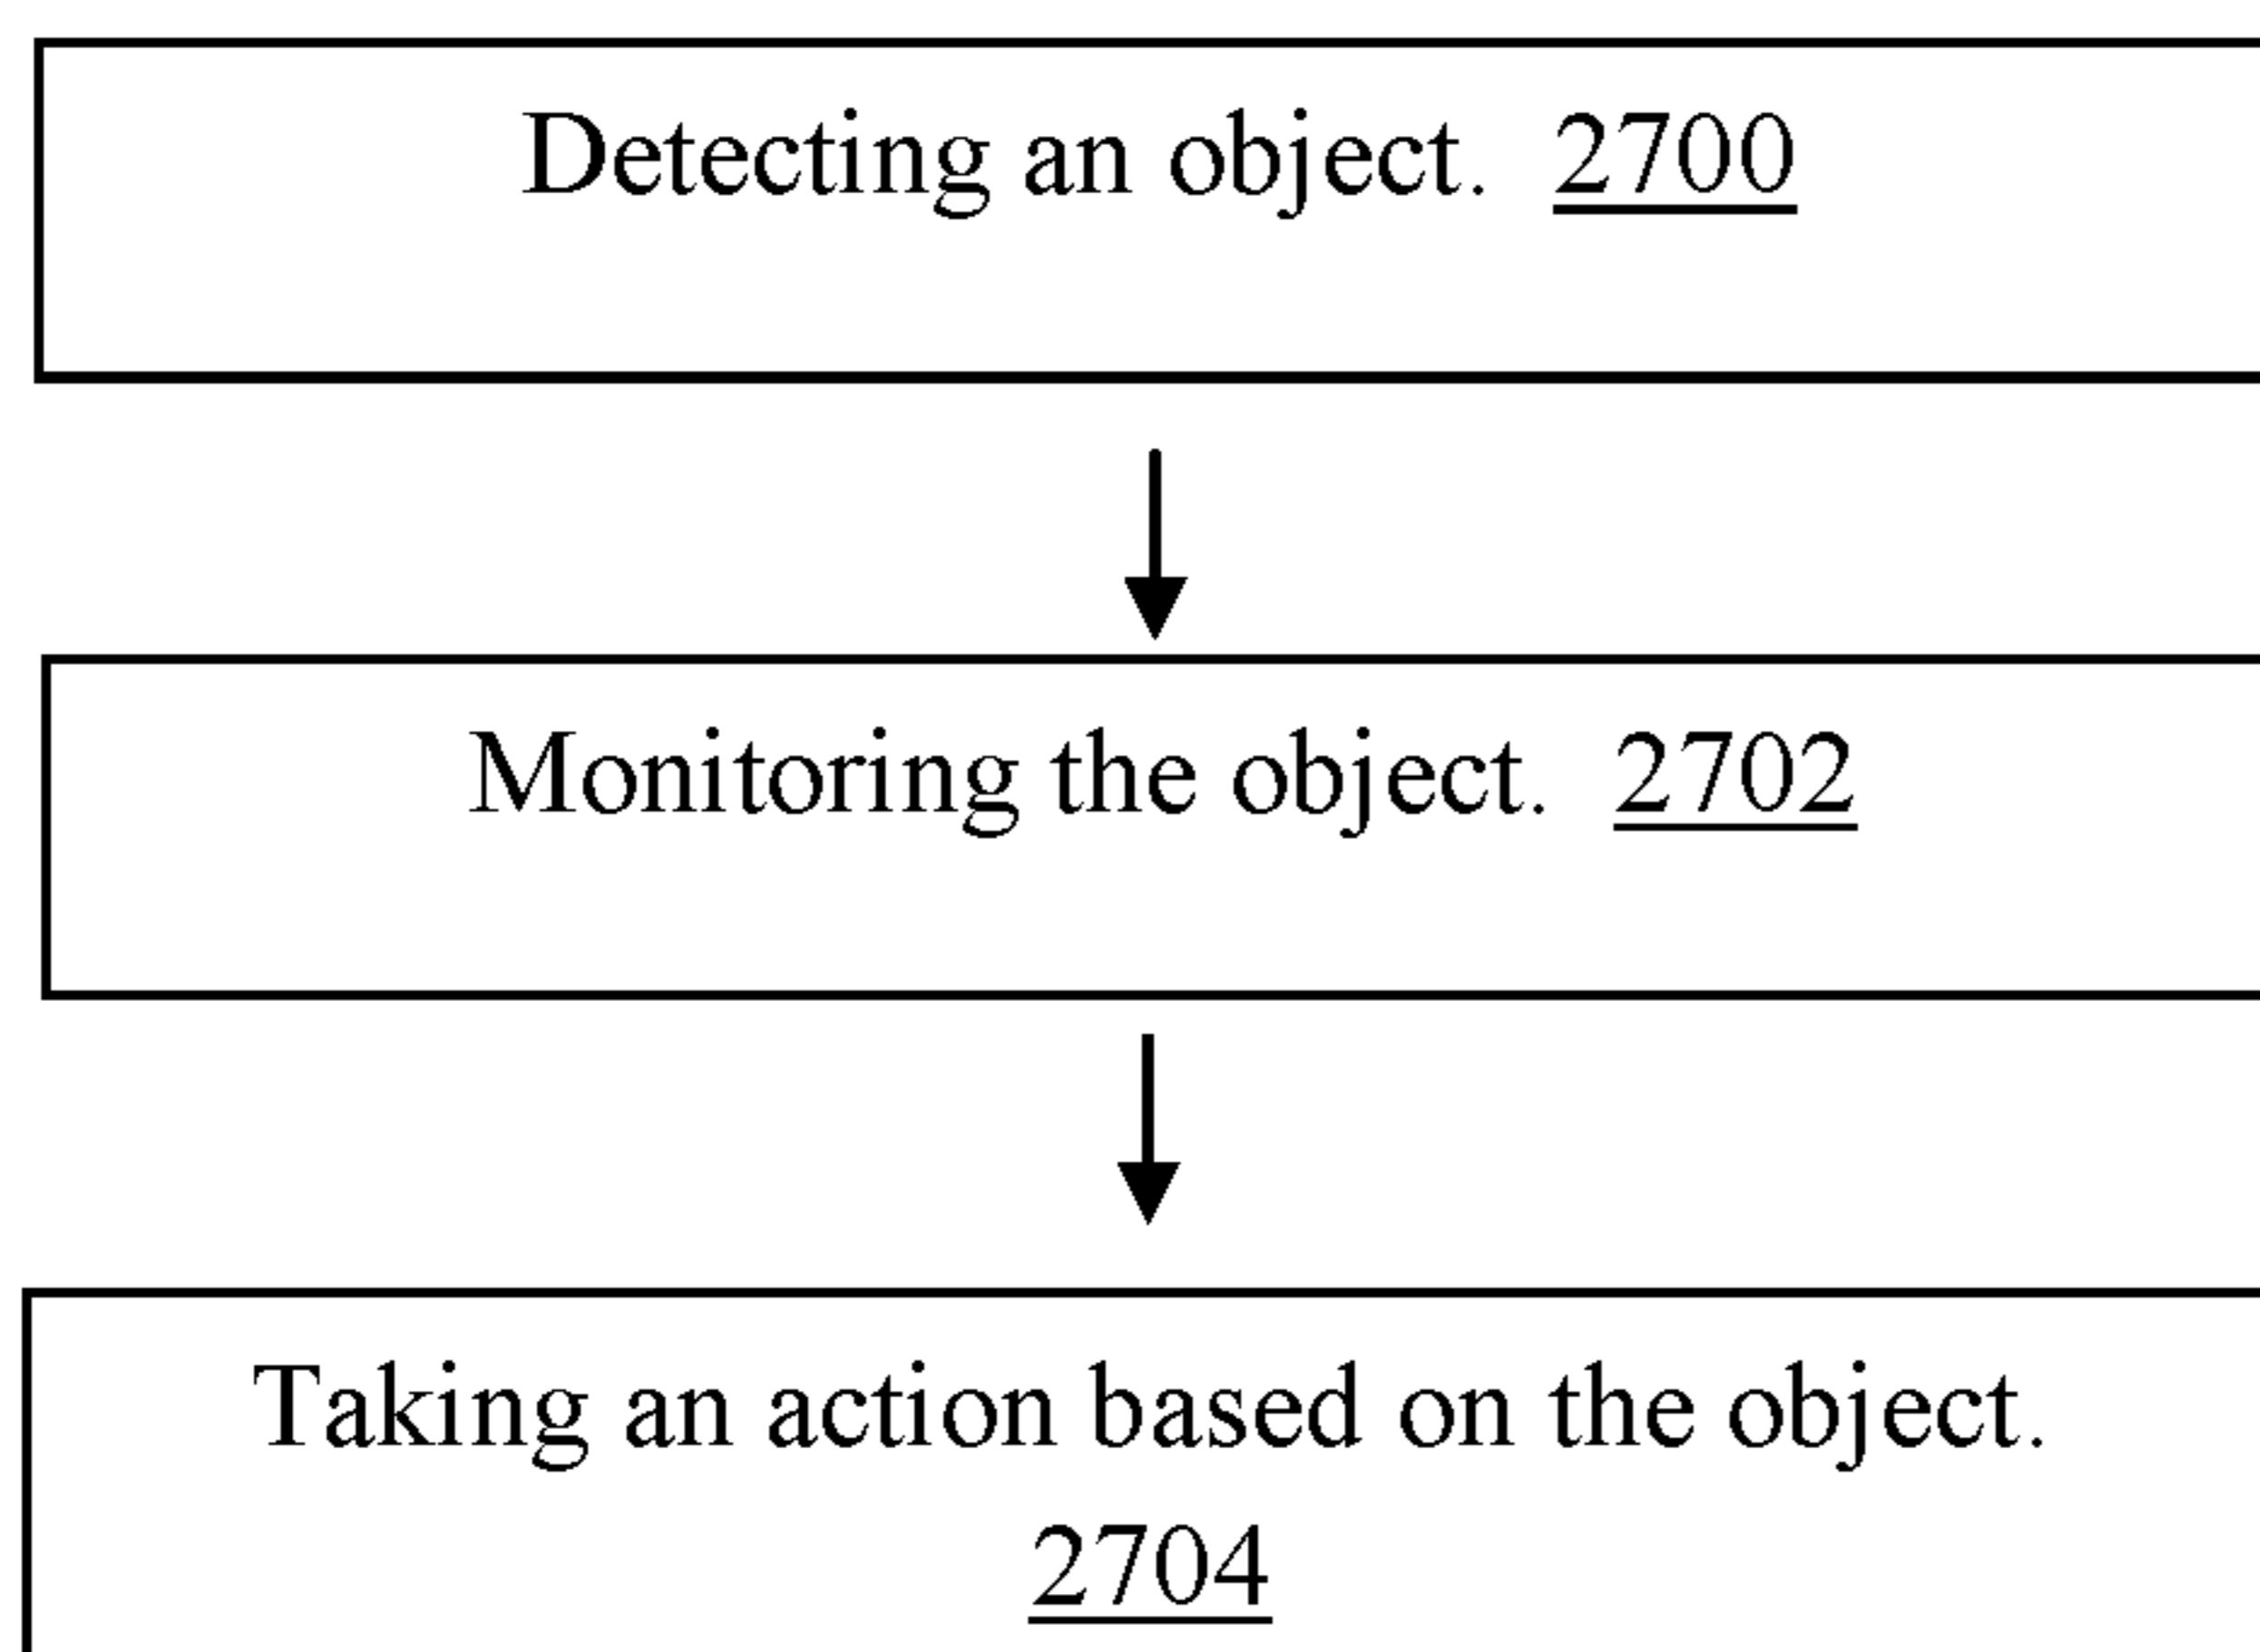 Detecting an object. 2700
Monitoring the object. 2702
Taking an action based on the object.
2704